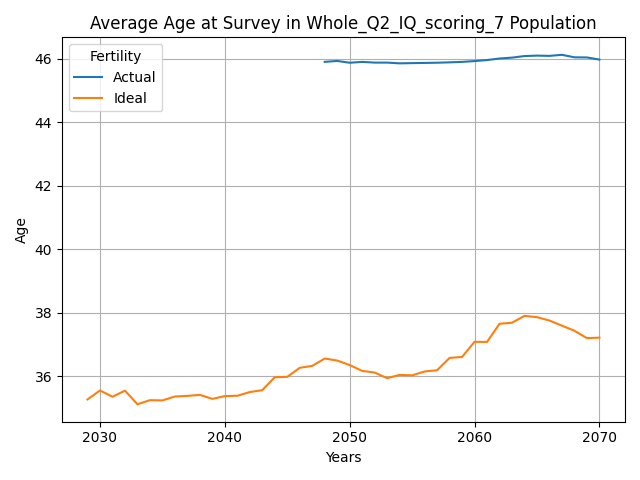 Average Age at Survey in Whole_Q2_IQ_scoring_7 Population
Fertility
Actual
Ideal
Age
46
44
42
40
38
36
2030 2040 2050 2060 2070
Years